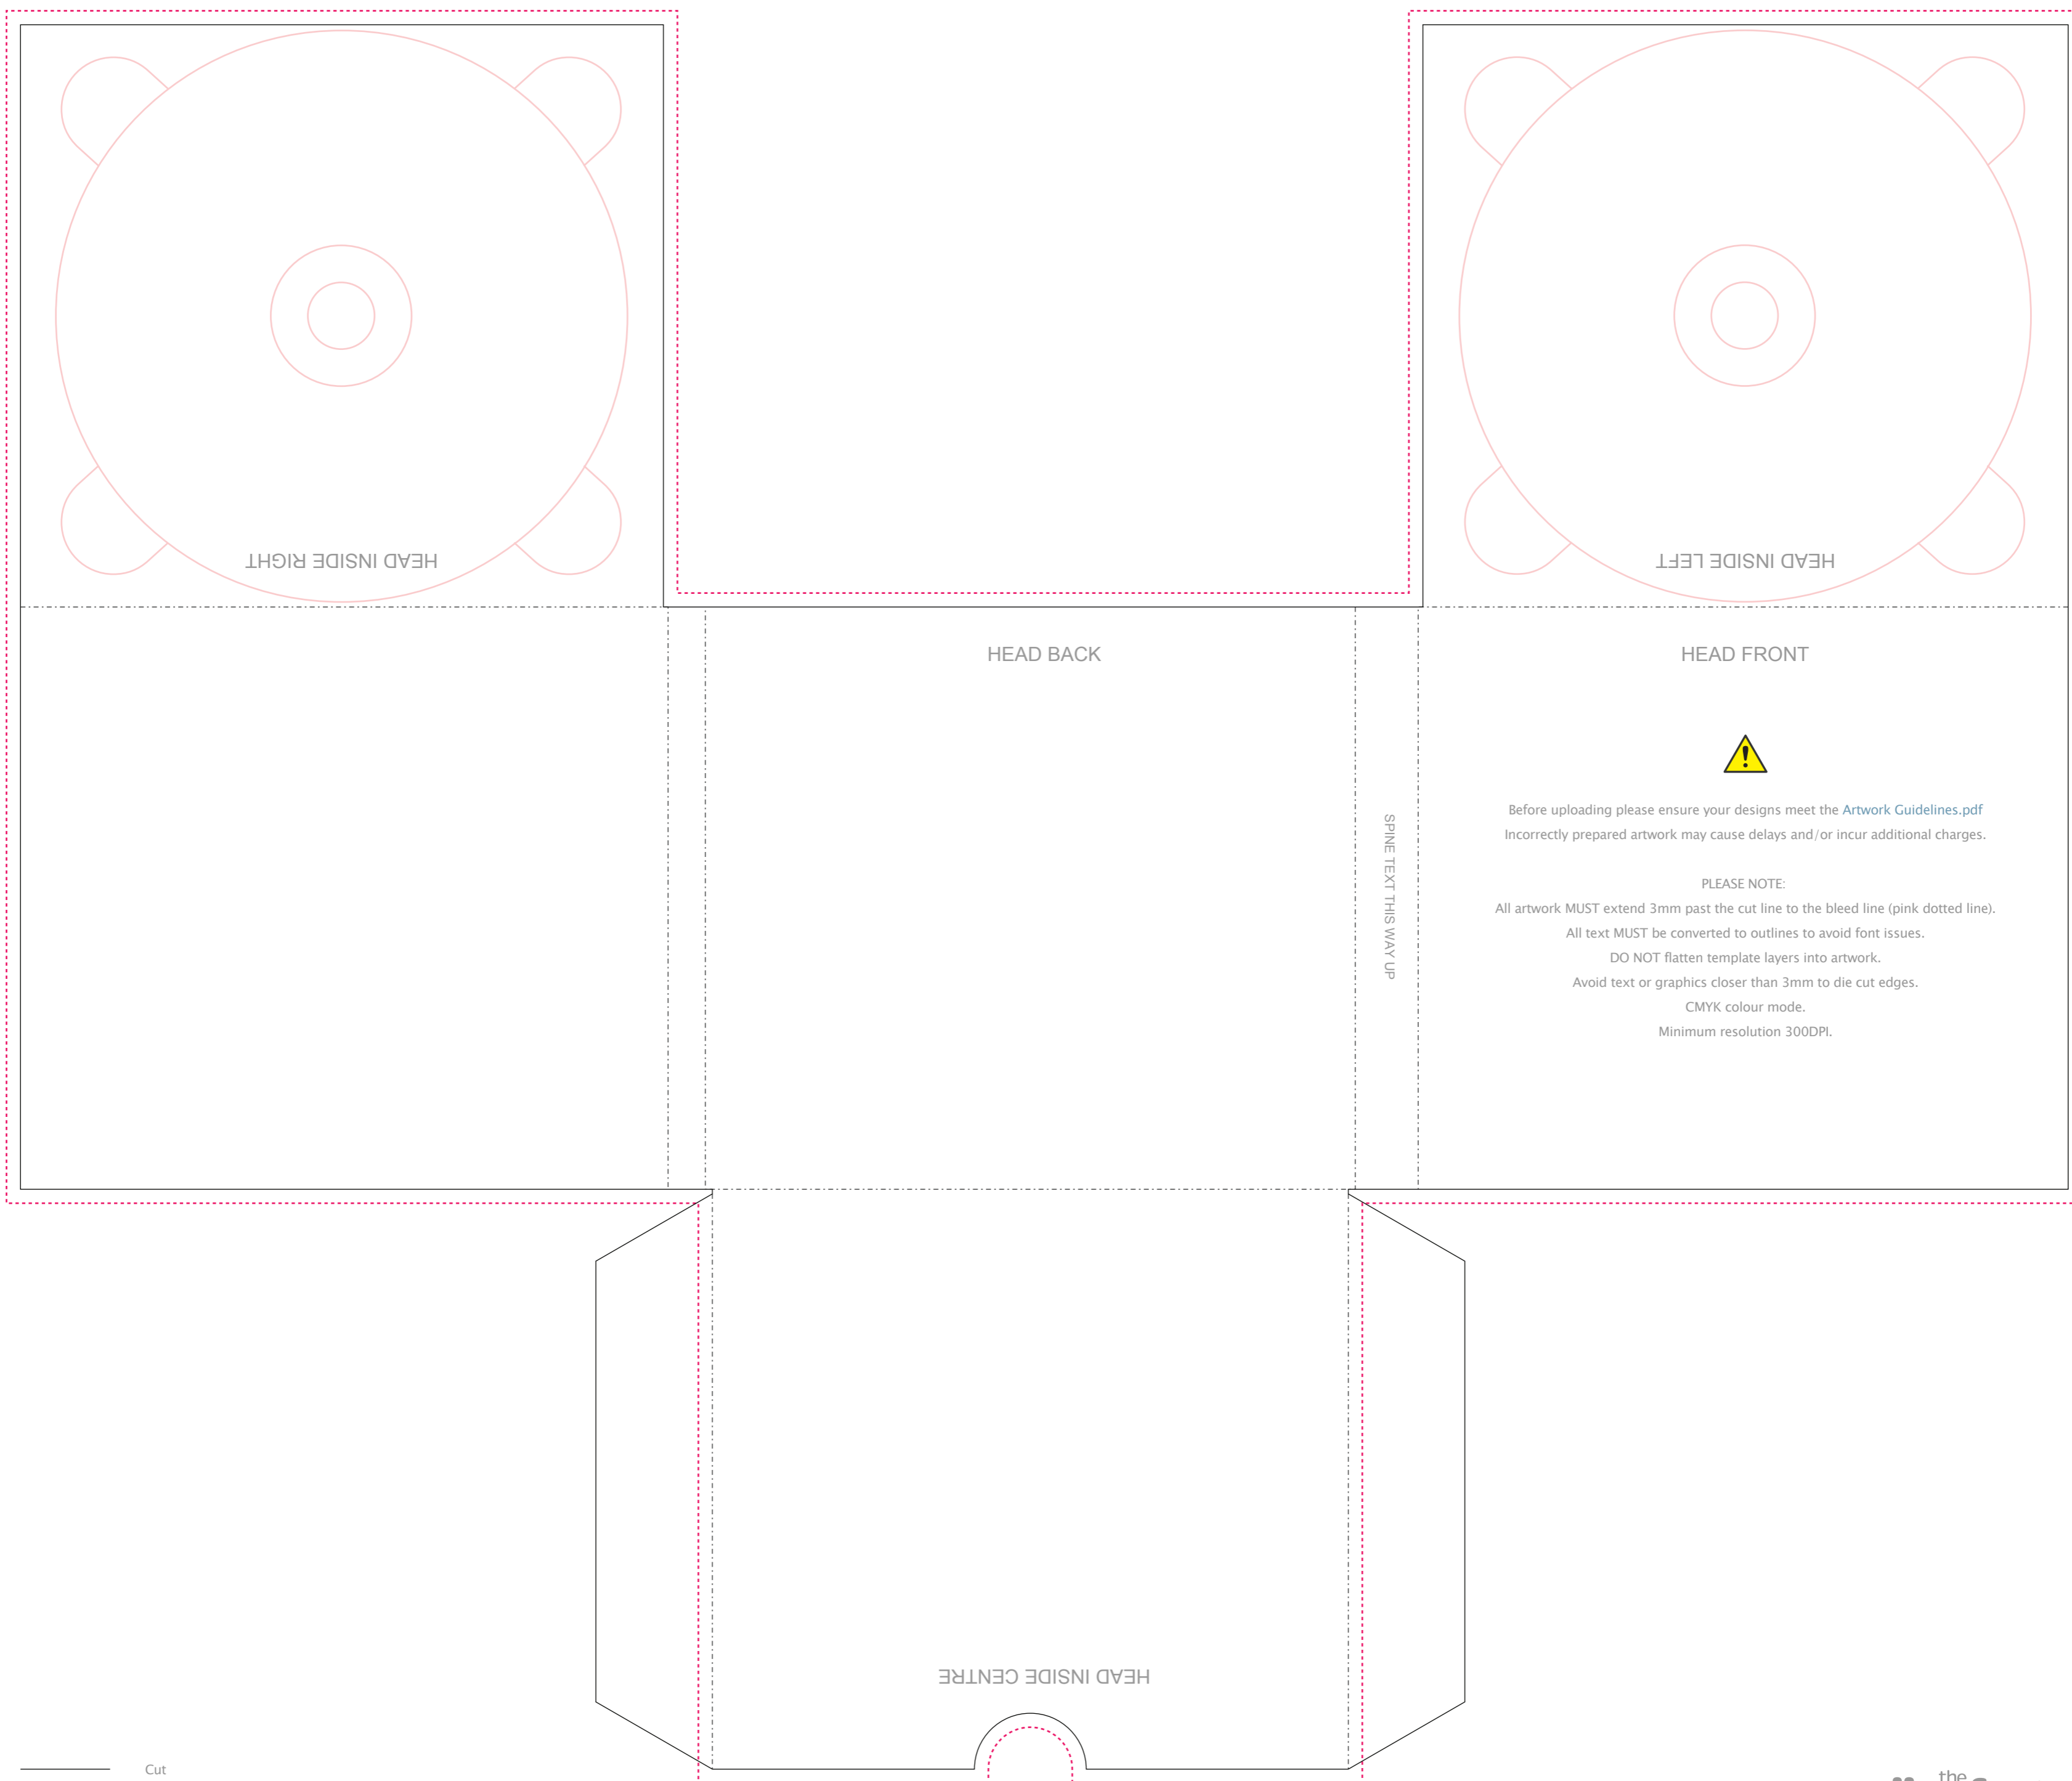 HEAD INSIDE RIGHT
HEAD INSIDE LEFT
HEAD BACK
HEAD FRONT
SPINE TEXT THIS WAY UP
Before uploading please ensure your designs meet the Artwork Guidelines.pdf
Incorrectly prepared artwork may cause delays and/or incur additional charges.
PLEASE NOTE:
All artwork MUST extend 3mm past the cut line to the bleed line (pink dotted line).
All text MUST be converted to outlines to avoid font issues.
DO NOT flatten template layers into artwork.
Avoid text or graphics closer than 3mm to die cut edges.
CMYK colour mode.
Minimum resolution 300DPI.
HEAD INSIDE CENTRE
Cut
the